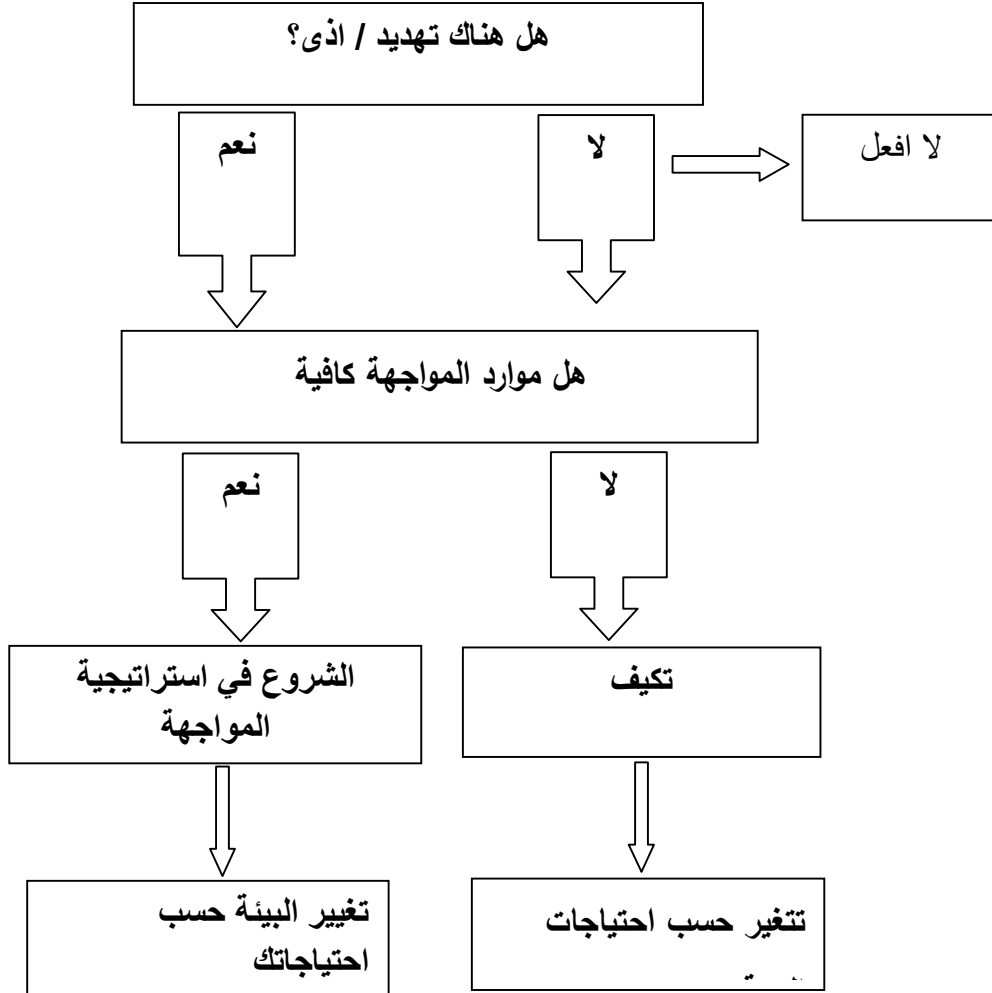 هل هناك تهديد / اذى؟
نعم
لا
لا افعل
هل موارد المواجهة كافية
نعم
لا
الشروع في استراتيجية
المواجهة
تكيف
تغيير البيئة حسب
احتياجاتك
تتغير حسب احتياجات